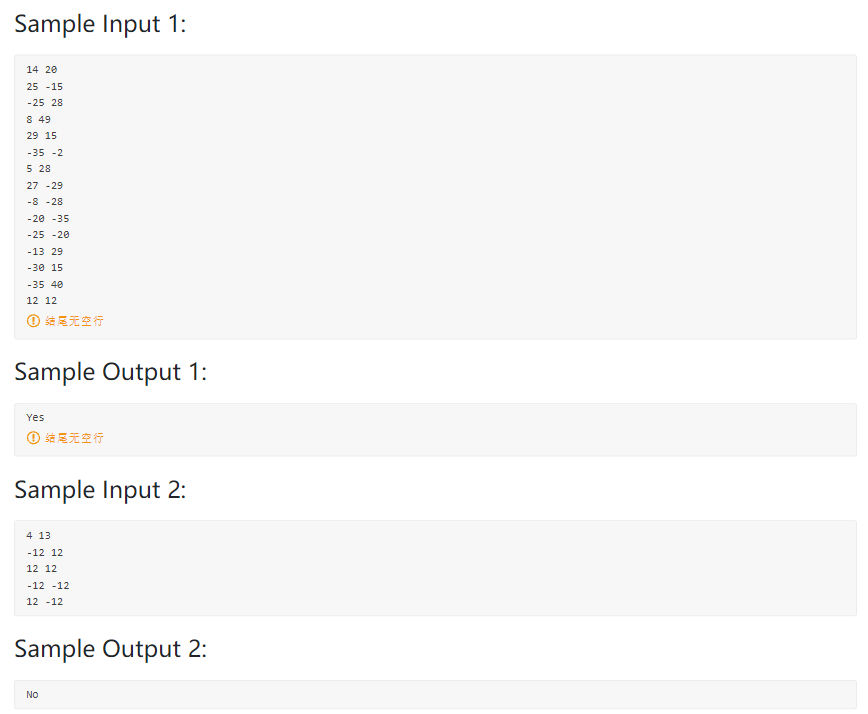 Sample Input 1:
14 20
25 -15
-25 28
8 49
29 15
-35 -2
5 28
27 -29
-8 -28
-20 -35
-25 -20
-13 29
-30 15
-35 40
12 12
结尾无空行
Sample Output 1:
Yes
结尾无空行
Sample Input 2:
4 13
-12 12
12 12
-12 -12
12 -12
Sample Output 2:
No